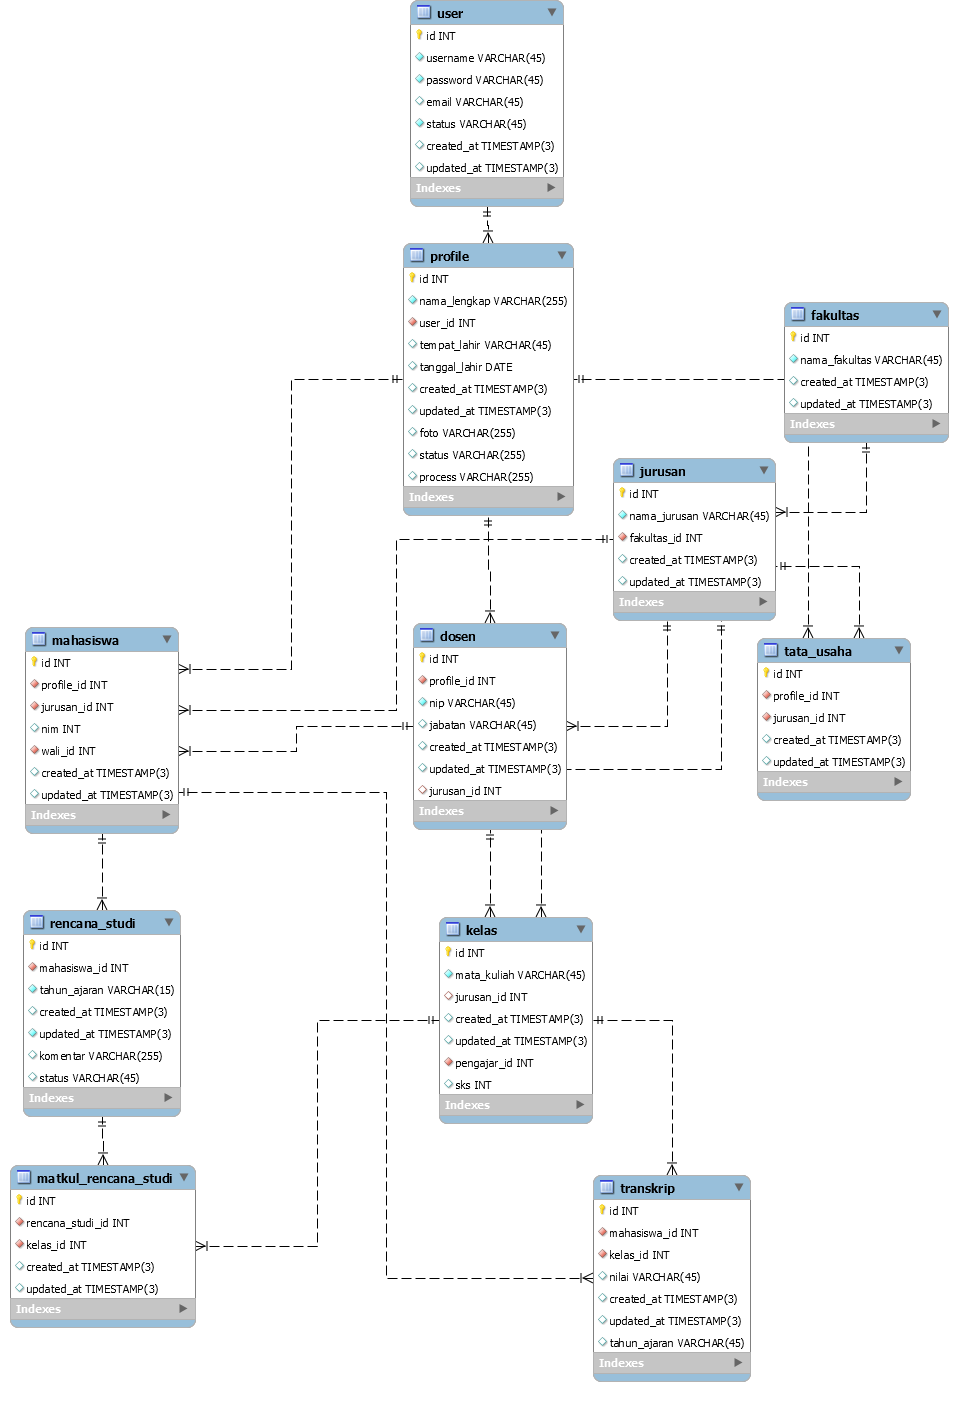 user
id INT
username VARCHAR(45)
password VARCHAR(45)
email VARCHAR(45)
status VARCHAR(45)
created_at TIMESTAMP(3)
updated_at TIMESTAMP(3)
Indexes
profile
id INT
nama_lengkap VARCHAR(255)
user_id INT
tempat_lahir VARCHAR(45)
tanggal_lahir DATE
created_at TIMESTAMP(3)
updated_at TIMESTAMP(3)
foto VARCHAR(255)
status VARCHAR(255)
process VARCHAR(255)
Indexes
fakultas
id INT
nama_fakultas VARCHAR(45)
created_at TIMESTAMP(3)
updated_at TIMESTAMP(3)
Indexes
jurusan
id INT
nama_jurusan VARCHAR(45)
fakultas_id INT
created_at TIMESTAMP(3)
updated_at TIMESTAMP(3)
Indexes
mahasiswa
id INT
profile_id INT
jurusan_id INT
nim INT
wali_id INT
created_at TIMESTAMP(3)
updated_at TIMESTAMP(3)
Indexes
dosen
id INT
profile_id INT
nip VARCHAR(45)
jabatan VARCHAR(45)
created_at TIMESTAMP(3)
updated_at TIMESTAMP(3)
jurusan_id INT
Indexes
tata_usaha
id INT
profile_id INT
jurusan_id INT
created_at TIMESTAMP(3)
updated_at TIMESTAMP(3)
Indexes
rencana_studi
id INT
mahasiswa_id INT
tahun_ajaran VARCHAR(15)
created_at TIMESTAMP(3)
updated_at TIMESTAMP(3)
komentar VARCHAR(255)
status VARCHAR(45)
Indexes
kelas
id INT
mata_kuliah VARCHAR(45)
jurusan_id INT
created_at TIMESTAMP(3)
updated_at TIMESTAMP(3)
pengajar_id INT
sks INT
Indexes
matkul_rencana_studi
id INT
rencana_studi_id INT
kelas_id INT
created_at TIMESTAMP(3)
updated_at TIMESTAMP(3)
Indexes
transkrip
id INT
mahasiswa_id INT
kelas_id INT
nilai VARCHAR(45)
created_at TIMESTAMP(3)
updated_at TIMESTAMP(3)
tahun_ajaran VARCHAR(45)
Indexes